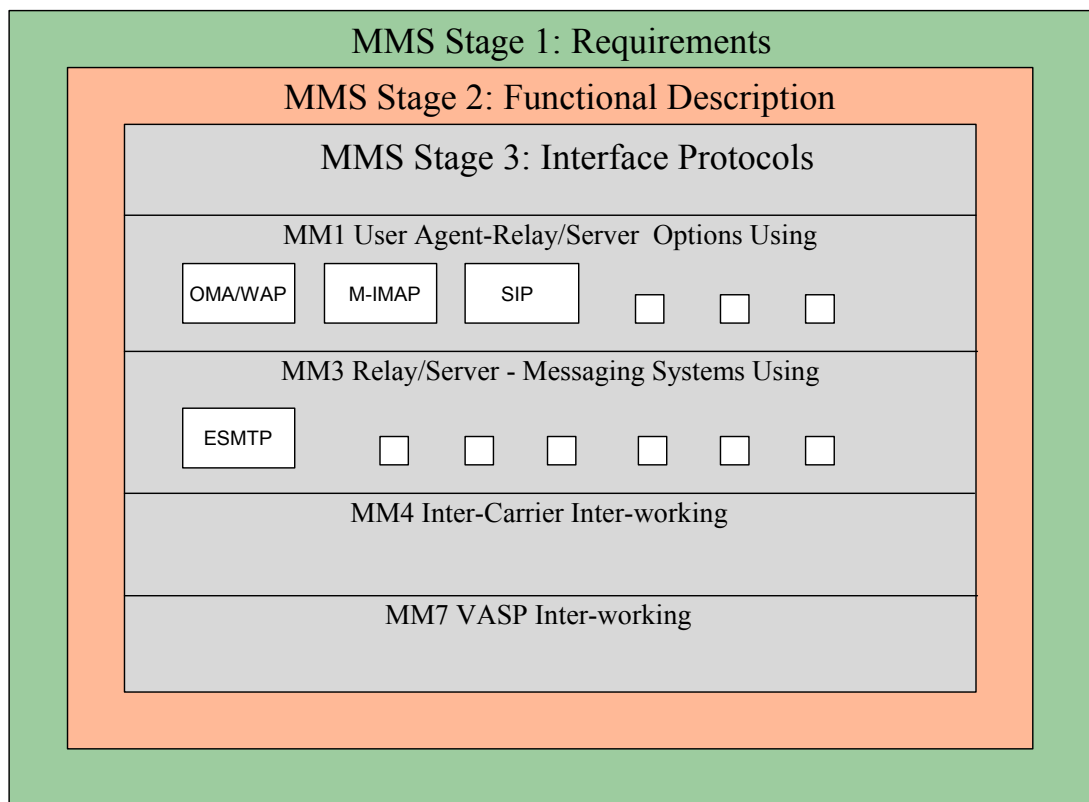 MMS Stage 1: Requirements
MMS Stage 2: Functional Description
MMS Stage 3: Interface Protocols
MM1 User Agent-Relay/Server Options Using
OMA/WAP M-IMAP SIP
MM3 Relay/Server - Messaging Systems Using
ESMTP
MM4 Inter-Carrier Inter-working
MM7 VASP Inter-working